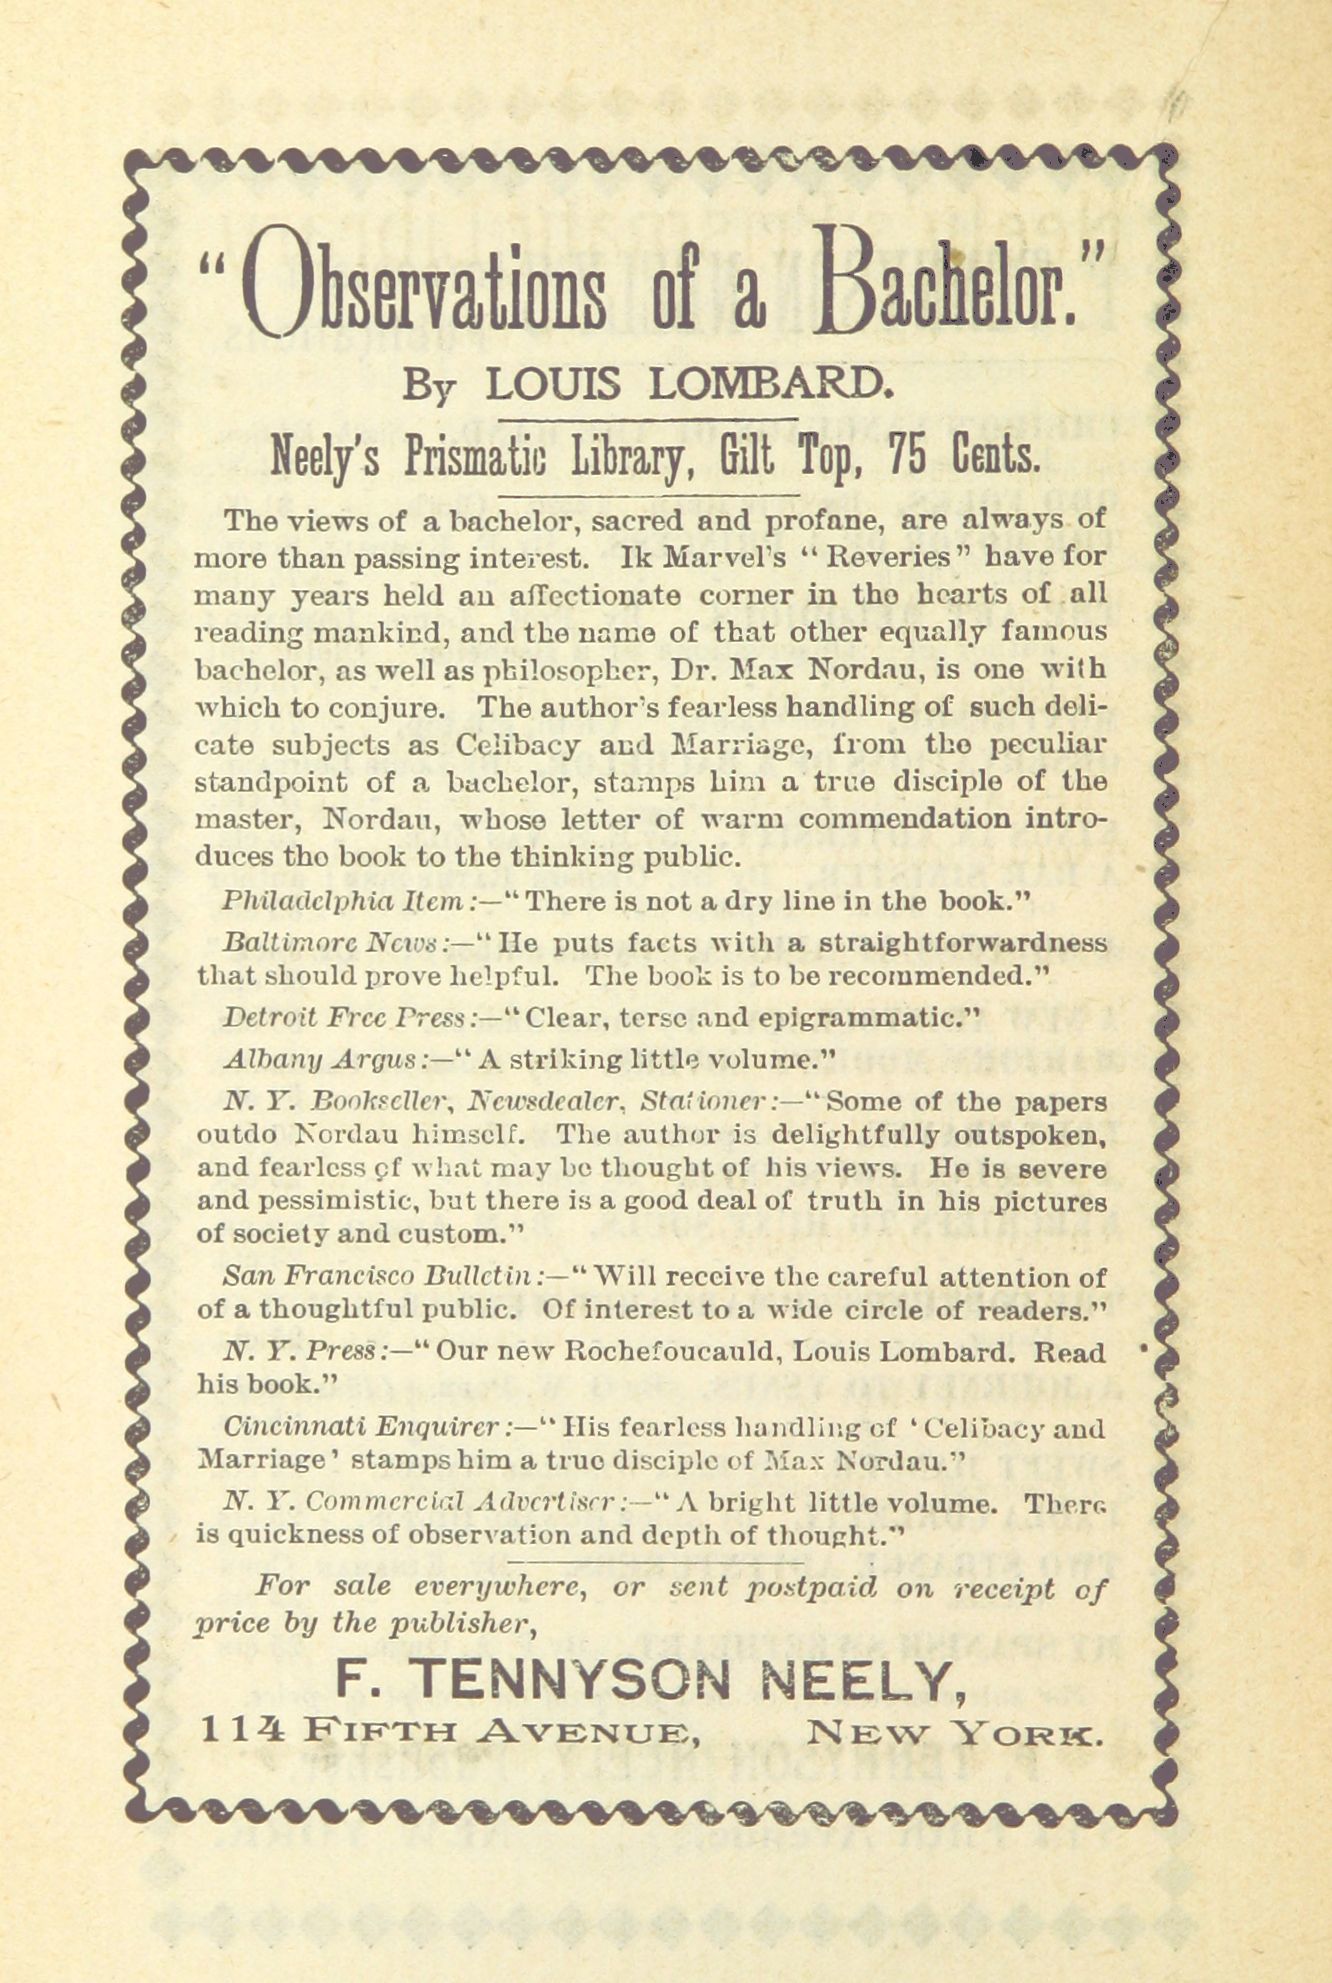 “Observations of a Bachelor.”
By LOUIS LOMBARD.
Neely's Prismatic Library, Gilt Top, 75 Cents.
The views of a bachelor, sacred and profane, are always of
more than passing interest. Ik Marvel's “Reveries” have for
many years held an affectionate corner in the hearts of all
reading mankind, and the name of that other equally famous
bachelor, as well as philosopher, Dr. Max Nordau, is one with
which to conjure. The author's fearless handling of such deli-
cate subjects as Celibacy and Marriage, from the peculiar
standpoint of a bachelor, stamps him a true disciple of the
master, Nordau, whose letter of warm commendation intro-
duces the book to the thinking public.
Philadelphia Item:—“There is not a dry line in the book.”
Baltimore News:—“He puts facts with a straightforwardness
that should prove helpful. The book is to be recommended.”
Detroit Free Press:—“Clear, terse and epigrammatic.”
Albany Argus:—“A striking little volume.”
N. Y. Bookseller, Newsdealer, Stationer:—“Some of the papers
outdo Nordau himself. The author is delightfully outspoken,
and fearless of what may be thought of his views. He is severe
and pessimistic, but there is a good deal of truth in his pictures
of society and custom.”
San Francisco Bulletin:—“Will receive the careful attention of
of a thoughtful public. Of interest to a wide circle of readers.”
N. Y. Press:—“Our new Rochefoucauld, Louis Lombard. Read
his book.”
Cincinnati Enquirer:—“His fearless handling of ‘Celibacy and
Marriage’ stamps him a true disciple of Max Nordau.”
N. Y. Commercial Advertiser:—“A bright little volume. There
is quickness of observation and depth of thought.”
For sale everywhere, or sent postpaid on receipt of
price by the publisher,
F. TENNYSON NEELY,
114 FIFTH AVENUE, NEW YORK.